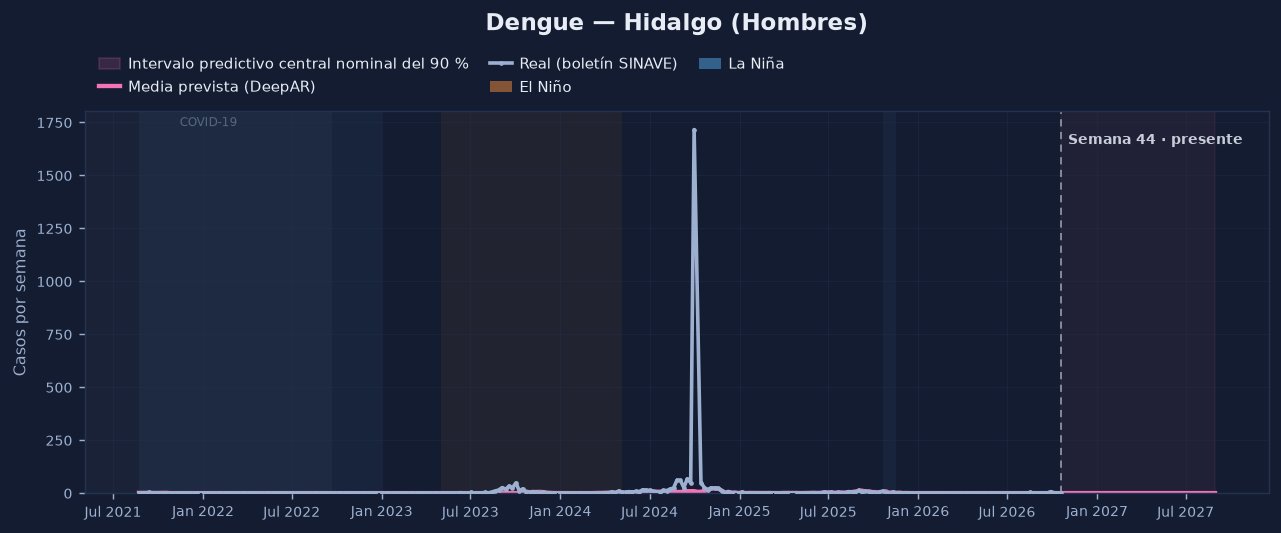 Dengue — Hidalgo (Hombres)
Intervalo predictivo central nominal del 90 %
Real (boletín SINAVE)
La Niña
Media prevista (DeepAR)
El Niño
COVID-19
Semana 44 · presente
Casos por semana
1750
1500
1250
1000
750
500
250
0
Jul 2021
Jan 2022
Jul 2022
Jan 2023
Jul 2023
Jan 2024
Jul 2024
Jan 2025
Jul 2025
Jan 2026
Jul 2026
Jan 2027
Jul 2027